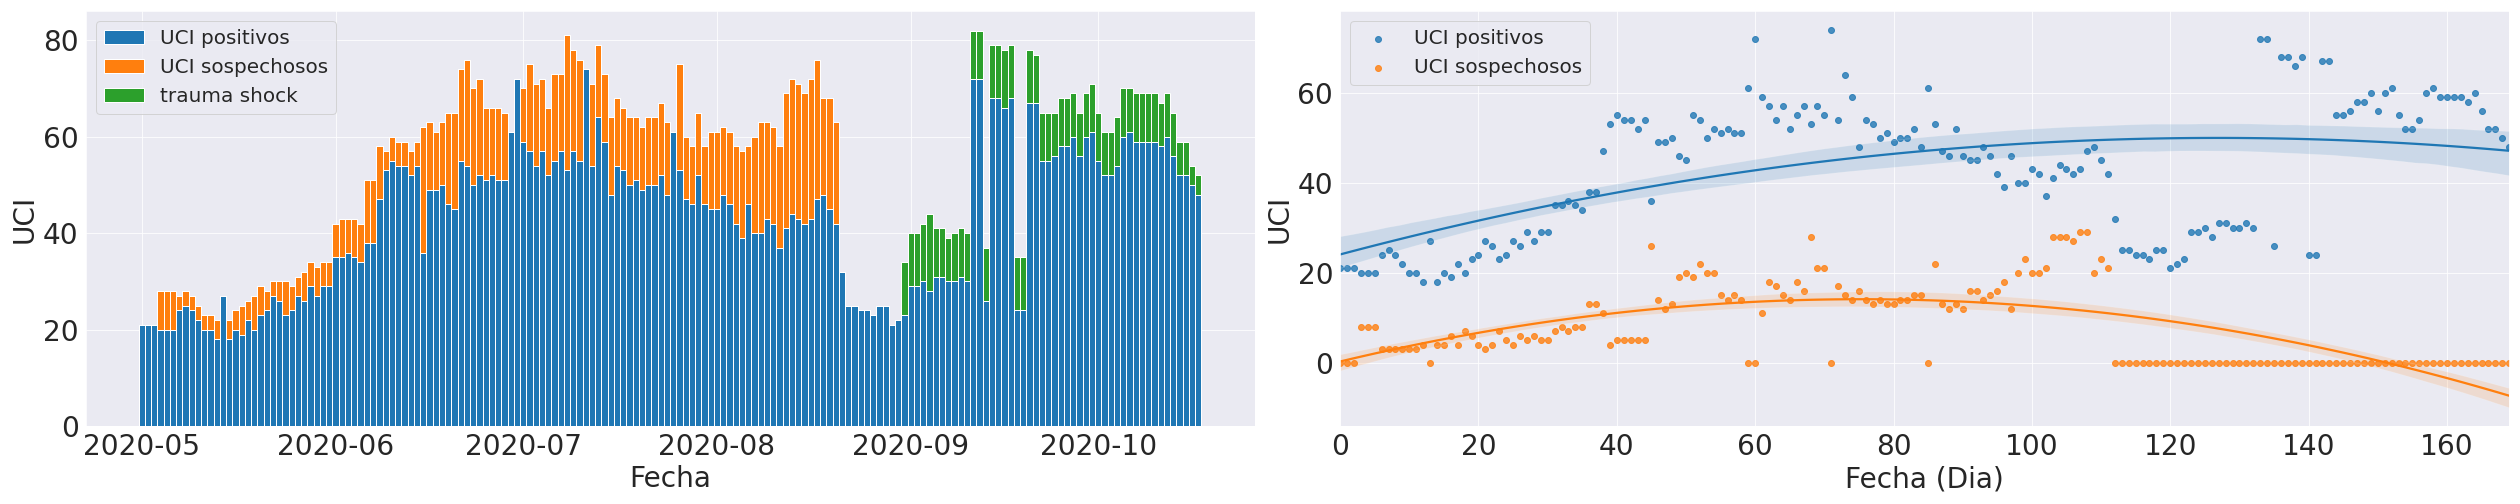 UCI positivos
UCI sospechosos
trauma shock
80
60
40
20
0
UCI
2020-05 2020-06 2020-07 2020-08 2020-09 2020-10
Fecha
UCI positivos
UCI sospechosos
60
40
20
0
UCI
0 20 40 60 80 100 120 140 160
Fecha (Dia)